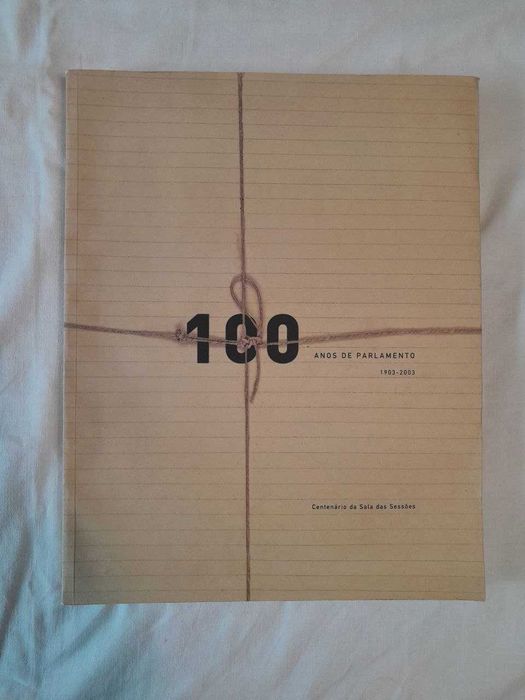 100
ANOS DE PARLAMENTO
1903-2003
Centenário da Sala das Sessões